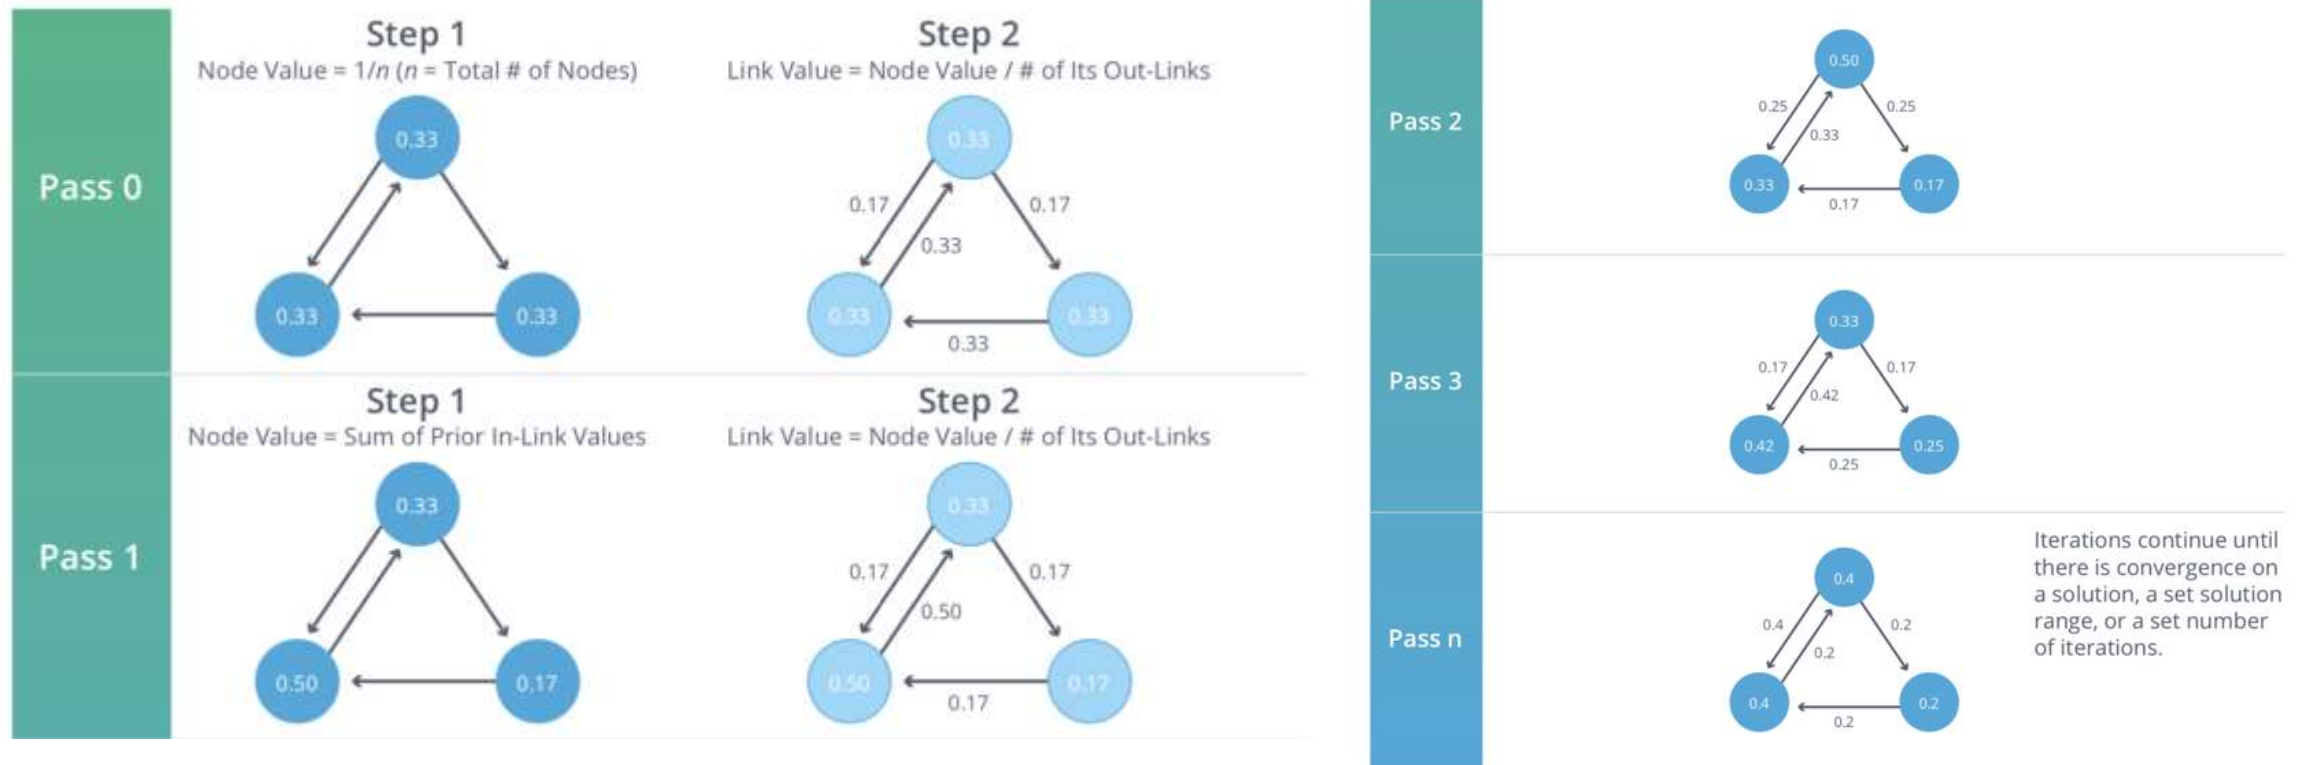 Pass 0
Step 1
Node Value = 1/n (n = Total # of Nodes)
0.33
0.33
0.33
Step 2
Link Value = Node Value / # of Its Out-Links
0.33
0.17
0.17
0.33
0.33
0.33
0.33
Pass 1
Step 1
Node Value = Sum of Prior In-Link Values
0.33
0.50
0.17
Step 2
Link Value = Node Value / # of Its Out-Links
0.33
0.17
0.17
0.50
0.50
0.17
0.17
Pass 2
0.50
0.25
0.25
0.33
0.33
0.17
0.17
Pass 3
0.33
0.17
0.17
0.42
0.42
0.25
0.25
Pass n
0.4
0.4
0.2
0.2
0.4
0.2
0.2
Iterations continue until
there is convergence on
a solution, a set solution
range, or a set number
of iterations.